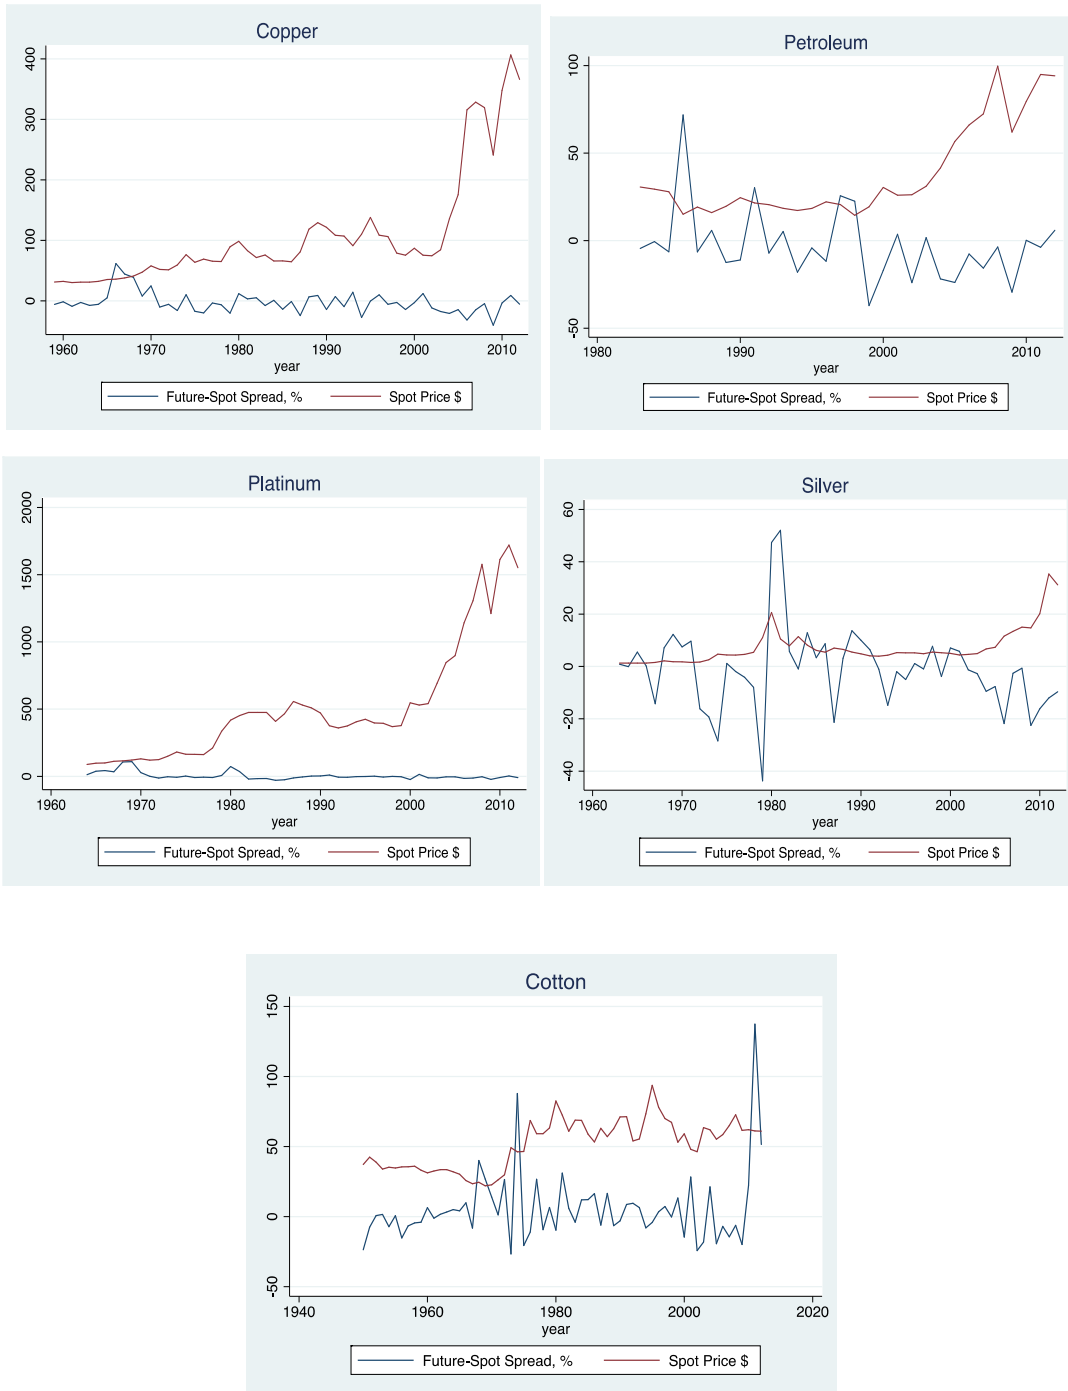 Copper
400
300
200
100
0
1960 1970 1980 1990 2000 2010
year
Future-Spot Spread, % Spot Price $
Petroleum
100
50
0
-50
1980 1990 2000 2010
year
Future-Spot Spread, % Spot Price $
Platinum
2000
1500
1000
500
0
1960 1970 1980 1990 2000 2010
year
Future-Spot Spread, % Spot Price $
Silver
60
40
20
0
-20
-40
1960 1970 1980 1990 2000 2010
year
Future-Spot Spread, % Spot Price $
Cotton
150
100
50
0
-50
1940 1960 1980 2000 2020
year
Future-Spot Spread, % Spot Price $